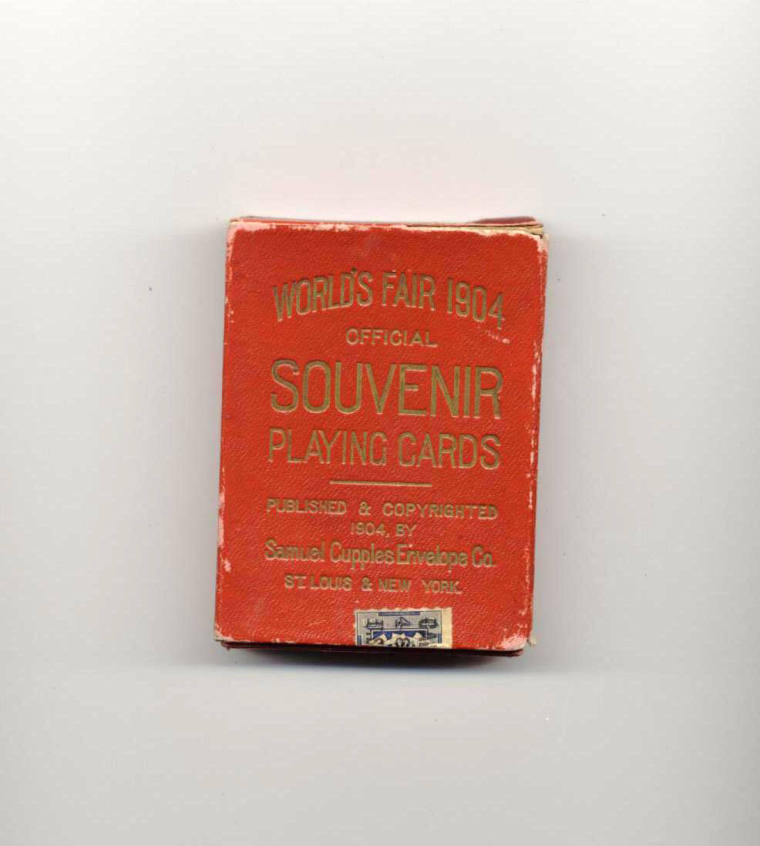 WORLD'S FAIR 1904
OFFICIAL
SOUVENIR
PLAYING CARDS
PUBLISHED & COPYRIGHTED
1904, BY
Samuel Cupples Envelope Co.
ST. LOUIS & NEW YORK.